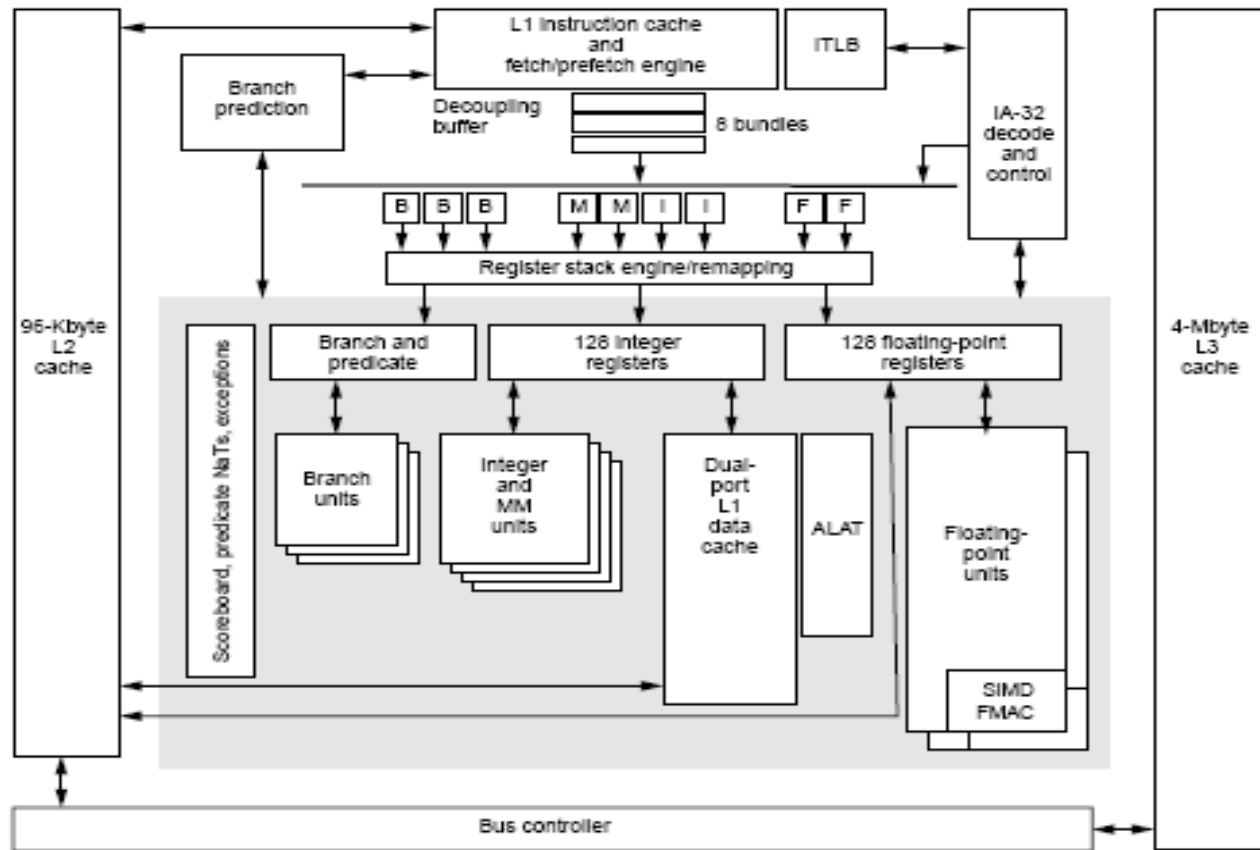 L1 instruction cache
and
fetch/prefetch engine
ITLB
Branch
prediction
Decoupling
buffer
8 bundles
IA-32
decode
and
control
B B B M M I I F F
Register stack engine/remapping
96-Kbyte
L2
cache
4-Mbyte
L3
cache
Scoreboard, predicate NaTs, exceptions
Branch and
predicate
128 integer
registers
128 floating-point
registers
Branch
units
Integer
and
MM units
Dual-
port
L1
data
cache
ALAT
Floating-
point
units
SIMD
FMAC
Bus controller